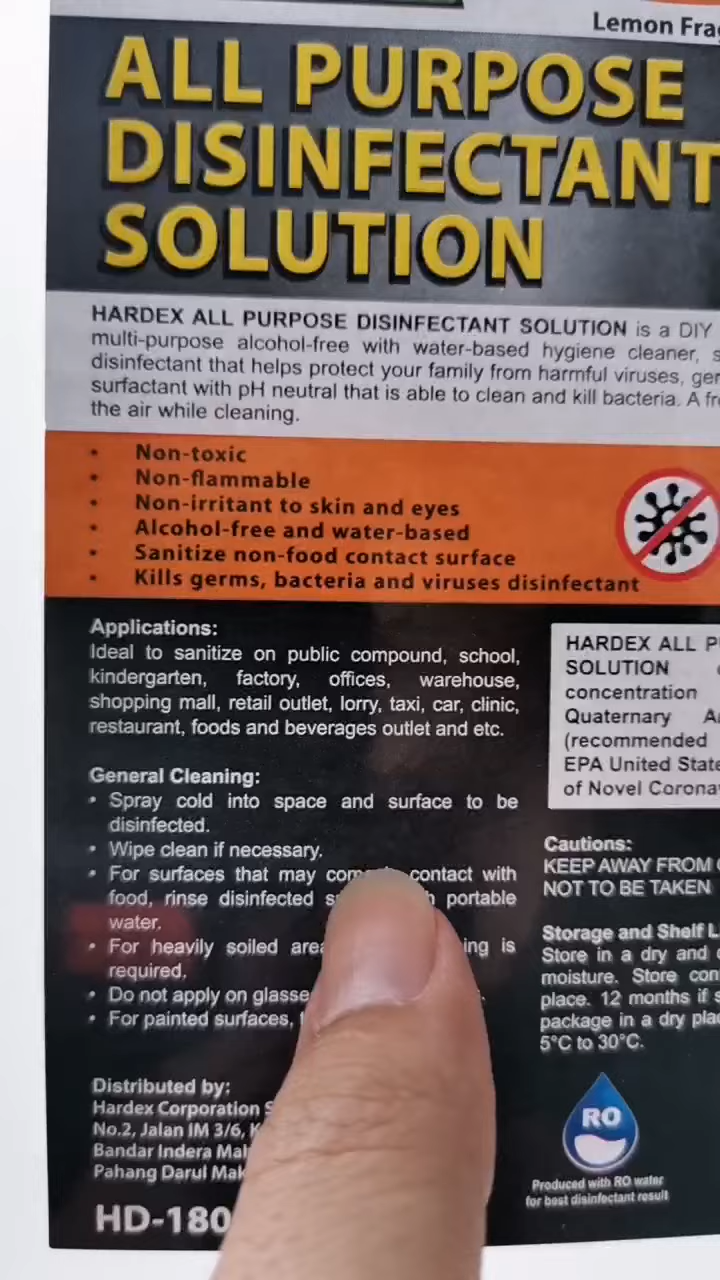 Lemon
ALL PURPOSE
DISINFECTANT
SOLUTION
HARDEX ALL PURPOSE DISINFECTANT SOLUTION is a DIY
multi-purpose alcohol-free with water-based hygiene cleaner,
disinfectant that helps protect your family from harmful viruses,
surfactant with pH neutral that is able to clean and kill bacteria. A
the air while cleaning.
• Non-toxic
• Non-flammable
• Non-irritant to skin and eyes
• Alcohol-free and water-based
• Sanitize non-food contact surface
• Kills germs, bacteria and viruses disinfectant
Applications:
Ideal to sanitize on public compound, school,
kindergarten, factory, offices, warehouse,
shopping mall, retail outlet, lorry, taxi, car, clinic,
restaurant, foods and beverages outlet and etc.
General Cleaning:
• Spray cold into space and surface to be
disinfected.
• Wipe clean if necessary.
• For surfaces that may contact with
food, rinse disinfected portable
water.
• For heavily soiled is
required,
• Do not apply on
• For painted surfaces,
Distributed by:
Hardex Corporation
No.2, Jalan IM 3/6,
Bandar Indera
Pahang Darul
HD-180
HARDEX ALL
SOLUTION
concentration
Quaternary
(recommended
EPA United
of Novel
Cautions:
KEEP AWAY FROM
NOT TO BE TAKEN
Storage and Shelf
Store in a dry and
moisture. Store
place. 12 months if
package in a dry
5°C to 30°C.
RO
Produced with RO water
for best disinfectant result